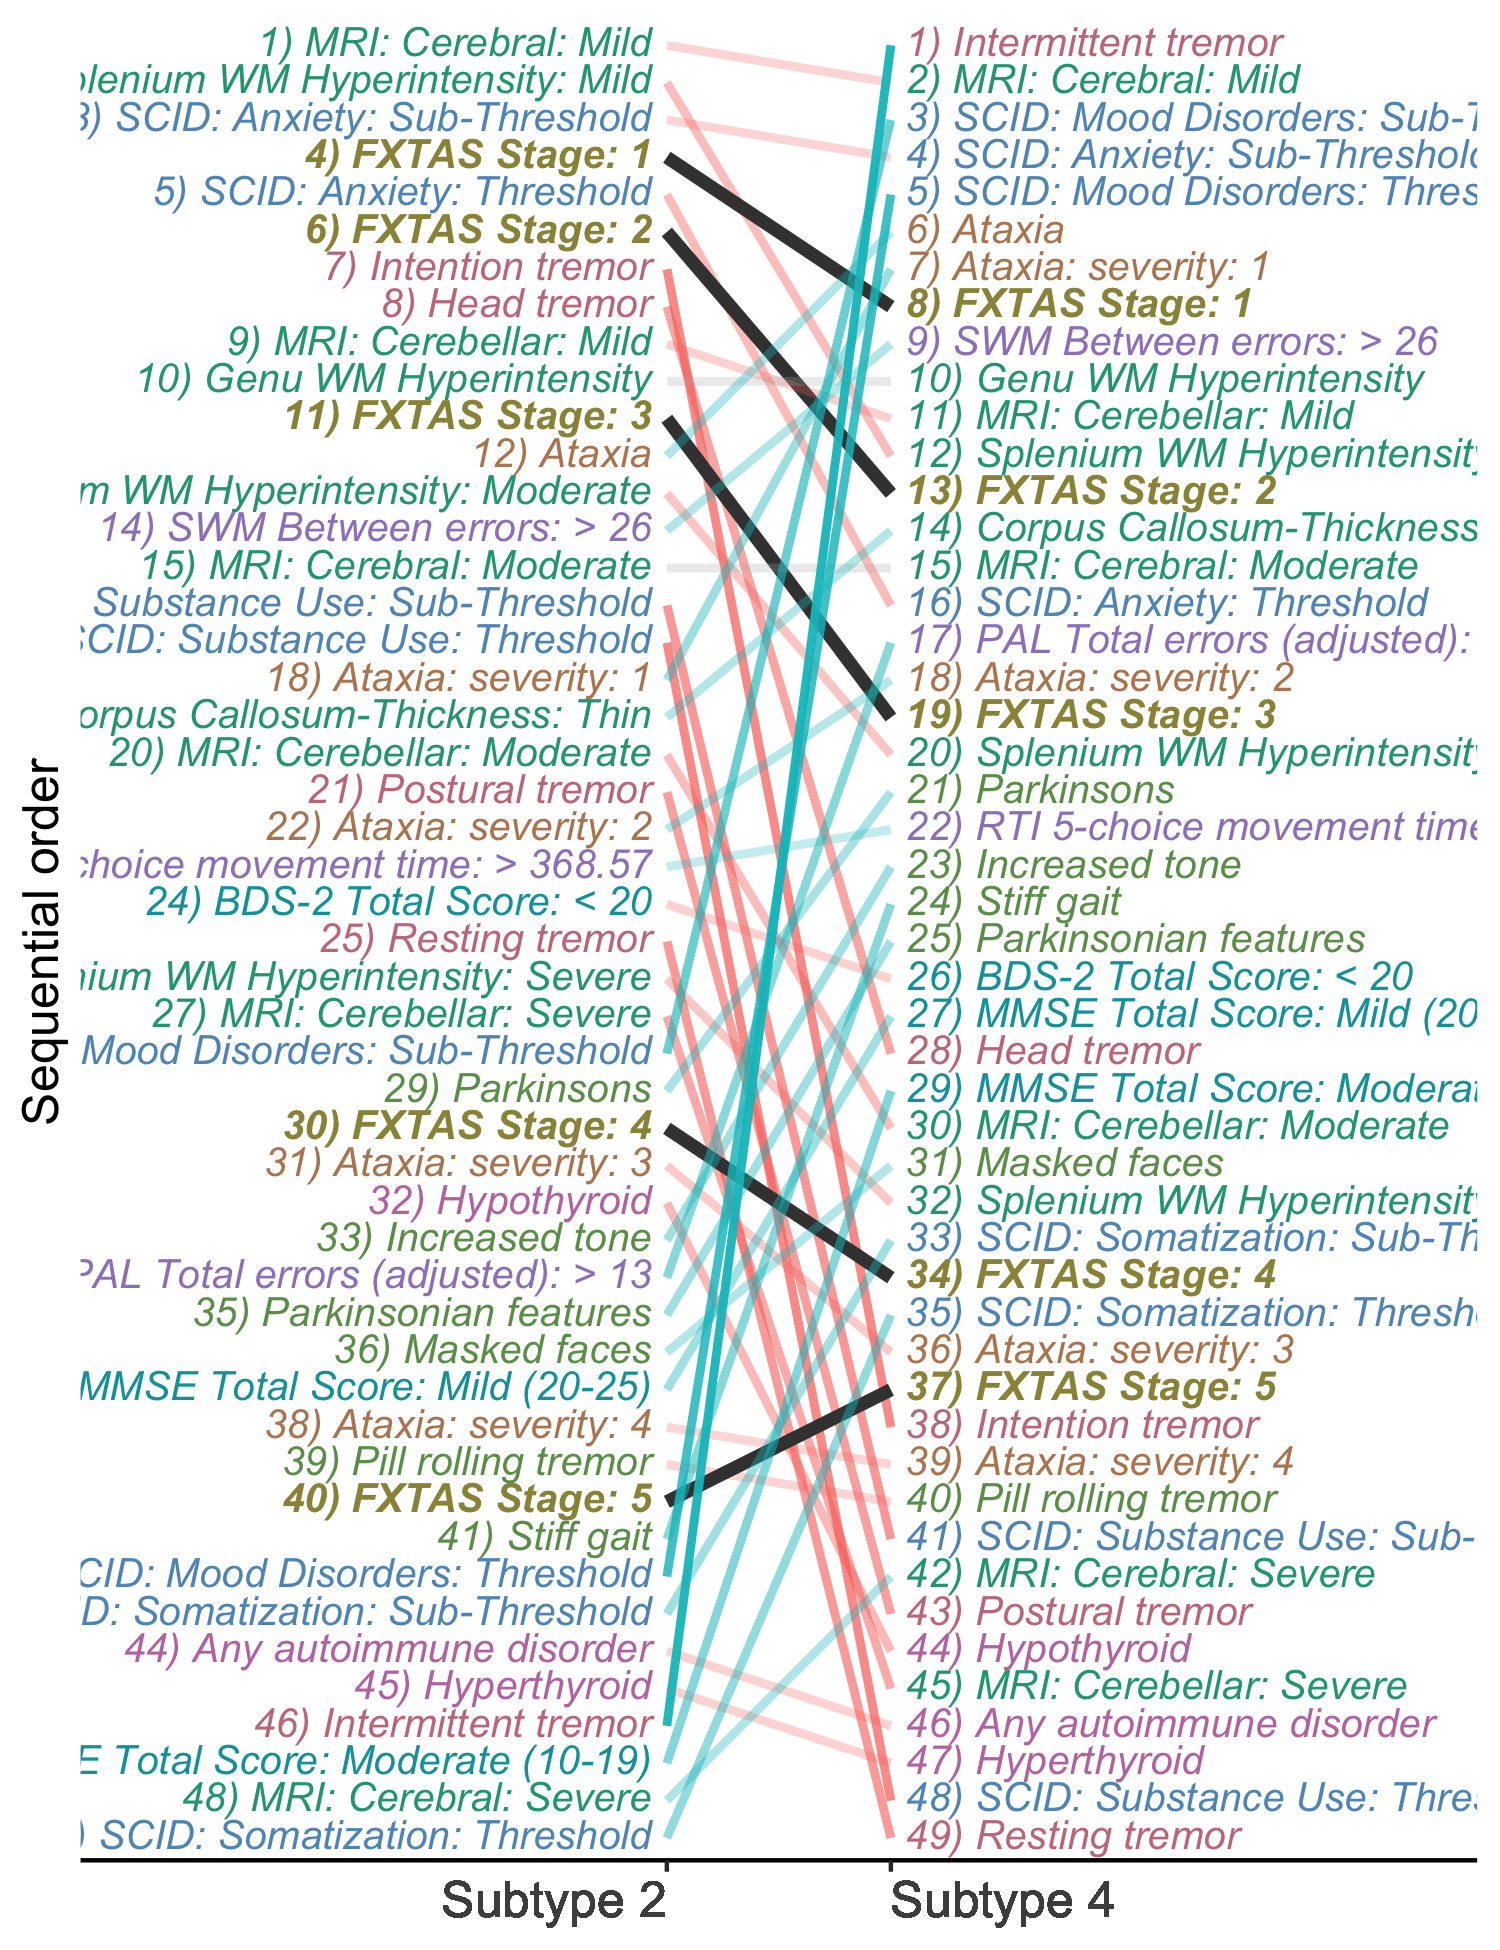 1) MRI: Cerebral: Mild
WM Hyperintensity: Mild
SCID: Anxiety: Sub-Threshold
4) FXTAS Stage: 1
5) SCID: Anxiety: Threshold
6) FXTAS Stage: 2
7) Intention tremor
8) Head tremor
9) MRI: Cerebellar: Mild
10) Genu WM Hyperintensity
11) FXTAS Stage: 3
12) Ataxia
WM Hyperintensity: Moderate
14) SWM Between errors: > 26
15) MRI: Cerebral: Moderate
Substance Use: Sub-Threshold
SCID: Substance Use: Threshold
18) Ataxia: severity: 1
Callosum-Thickness: Thin
20) MRI: Cerebellar: Moderate
21) Postural tremor
22) Ataxia: severity: 2
choice movement time: > 368.57
24) BDS-2 Total Score: < 20
25) Resting tremor
WM Hyperintensity: Severe
27) MRI: Cerebellar: Severe
Mood Disorders: Sub-Threshold
29) Parkinsons
30) FXTAS Stage: 4
31) Ataxia: severity: 3
32) Hypothyroid
33) Increased tone
PAL Total errors (adjusted): > 13
35) Parkinsonian features
36) Masked faces
MMSE Total Score: Mild (20-25)
38) Ataxia: severity: 4
39) Pill rolling tremor
40) FXTAS Stage: 5
41) Stiff gait
Mood Disorders: Threshold
Somatization: Sub-Threshold
44) Any autoimmune disorder
45) Hyperthyroid
46) Intermittent tremor
Total Score: Moderate (10-19)
48) MRI: Cerebral: Severe
) SCID: Somatization: Threshold
1) Intermittent tremor
2) MRI: Cerebral: Mild
3) SCID: Mood Disorders: Sub-T
4) SCID: Anxiety: Sub-Threshold
5) SCID: Mood Disorders: Thres
6) Ataxia
7) Ataxia: severity: 1
8) FXTAS Stage: 1
9) SWM Between errors: > 26
10) Genu WM Hyperintensity
11) MRI: Cerebellar: Mild
12) Splenium WM Hyperintensity
13) FXTAS Stage: 2
14) Corpus Callosum-Thickness
15) MRI: Cerebral: Moderate
16) SCID: Anxiety: Threshold
17) PAL Total errors (adjusted):
18) Ataxia: severity: 2
19) FXTAS Stage: 3
20) Splenium WM Hyperintensity
21) Parkinsons
22) RTI 5-choice movement time
23) Increased tone
24) Stiff gait
25) Parkinsonian features
26) BDS-2 Total Score: < 20
27) MMSE Total Score: Mild (20
28) Head tremor
29) MMSE Total Score: Moderat
30) MRI: Cerebellar: Moderate
31) Masked faces
32) Splenium WM Hyperintensity
33) SCID: Somatization: Sub-Th
34) FXTAS Stage: 4
35) SCID: Somatization: Thresh
36) Ataxia: severity: 3
37) FXTAS Stage: 5
38) Intention tremor
39) Ataxia: severity: 4
40) Pill rolling tremor
41) SCID: Substance Use: Sub-
42) MRI: Cerebral: Severe
43) Postural tremor
44) Hypothyroid
45) MRI: Cerebellar: Severe
46) Any autoimmune disorder
47) Hyperthyroid
48) SCID: Substance Use: Thres
49) Resting tremor
Sequential order
Subtype 2
Subtype 4